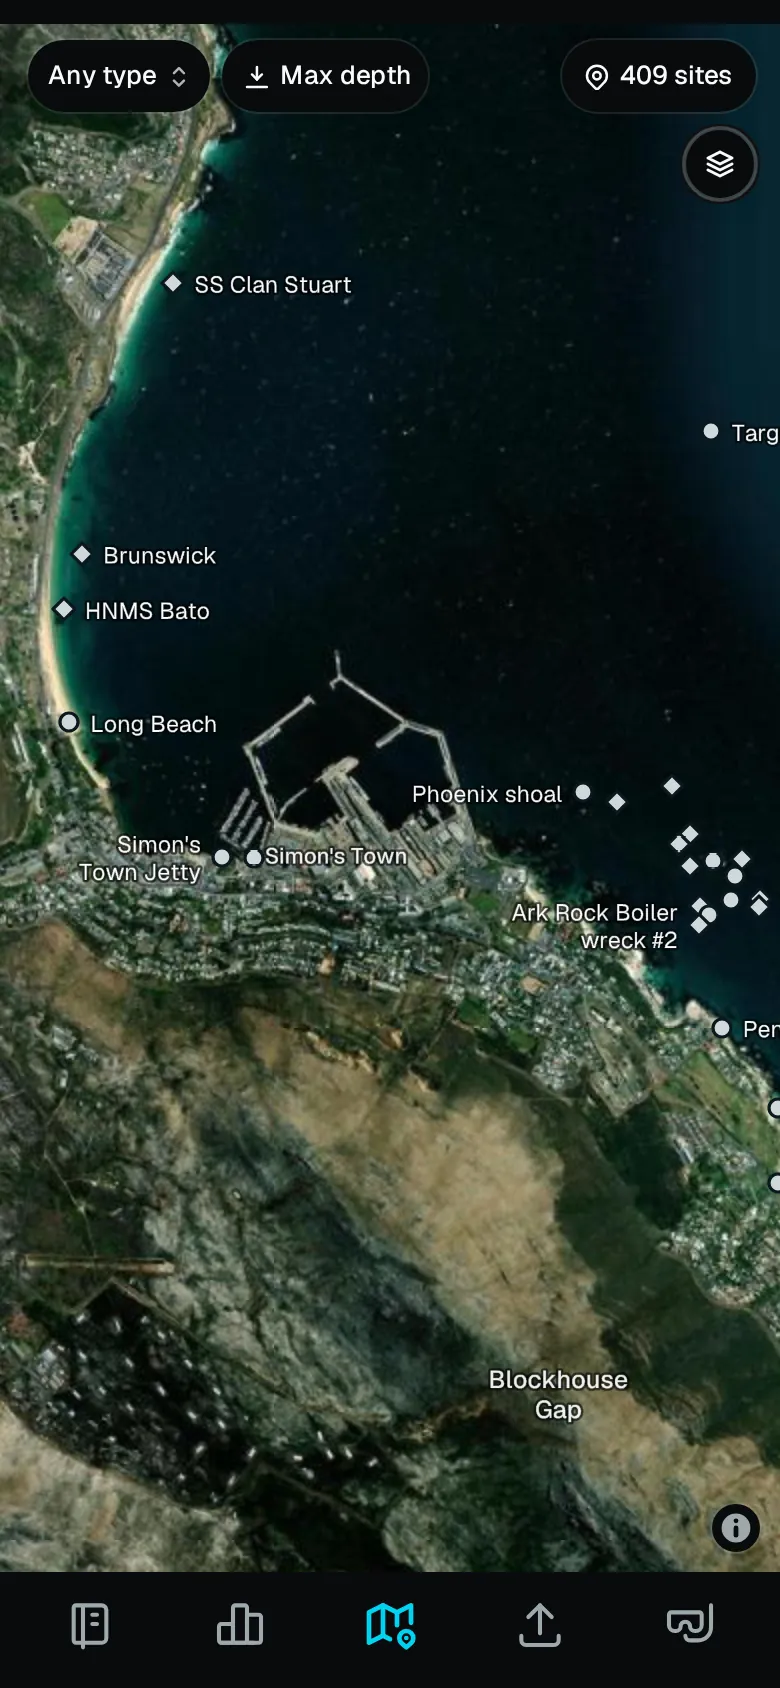 Any type
Max depth
409 sites
SS Clan Stuart
Targ
Brunswick
HNMS Bato
Long Beach
Phoenix shoal
Simon's
Town Jetty
Simon's Town
Ark Rock Boiler
wreck #2
Pen
Blockhouse
Gap